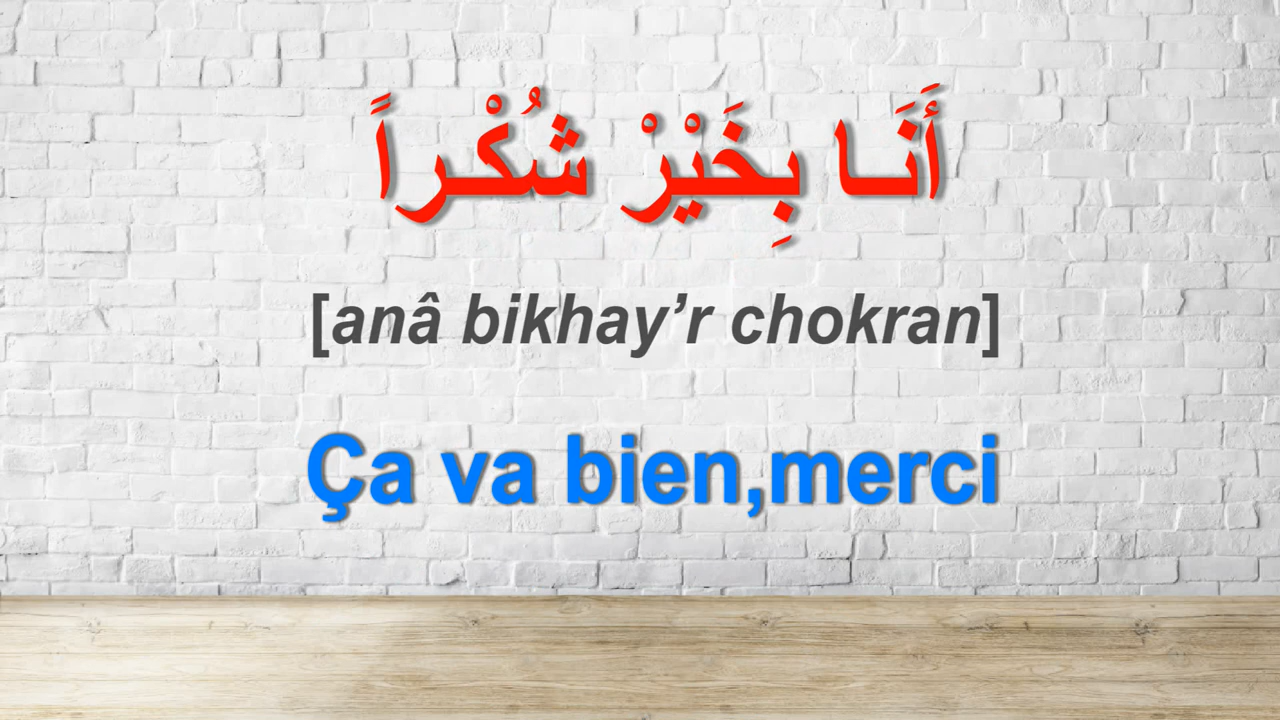 أَنَـا بِخَيْرْ شُكْـراً
[anâ bikhay’r chokran]
Ça va bien,merci